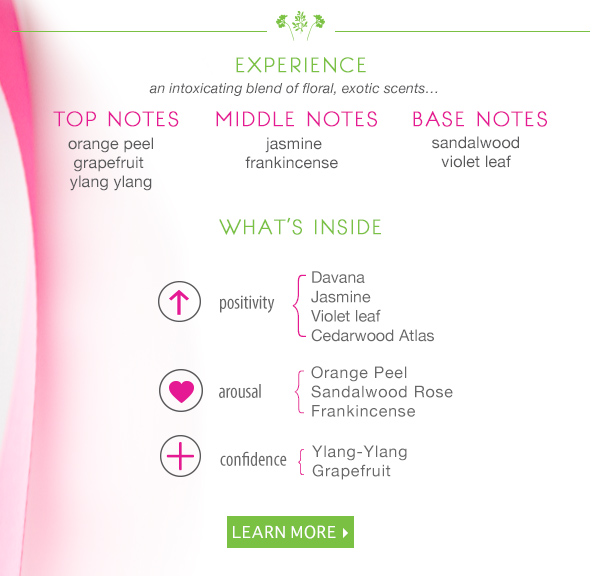 EXPERIENCE
an intoxicating blend of floral, exotic scents…
TOP NOTES
orange peel
grapefruit
ylang ylang
MIDDLE NOTES
jasmine
frankincense
BASE NOTES
sandalwood
violet leaf
WHAT'S INSIDE
positivity
Davana
Jasmine
Violet leaf
Cedarwood Atlas
arousal
Orange Peel
Sandalwood Rose
Frankincense
confidence
Ylang-Ylang
Grapefruit
LEARN MORE